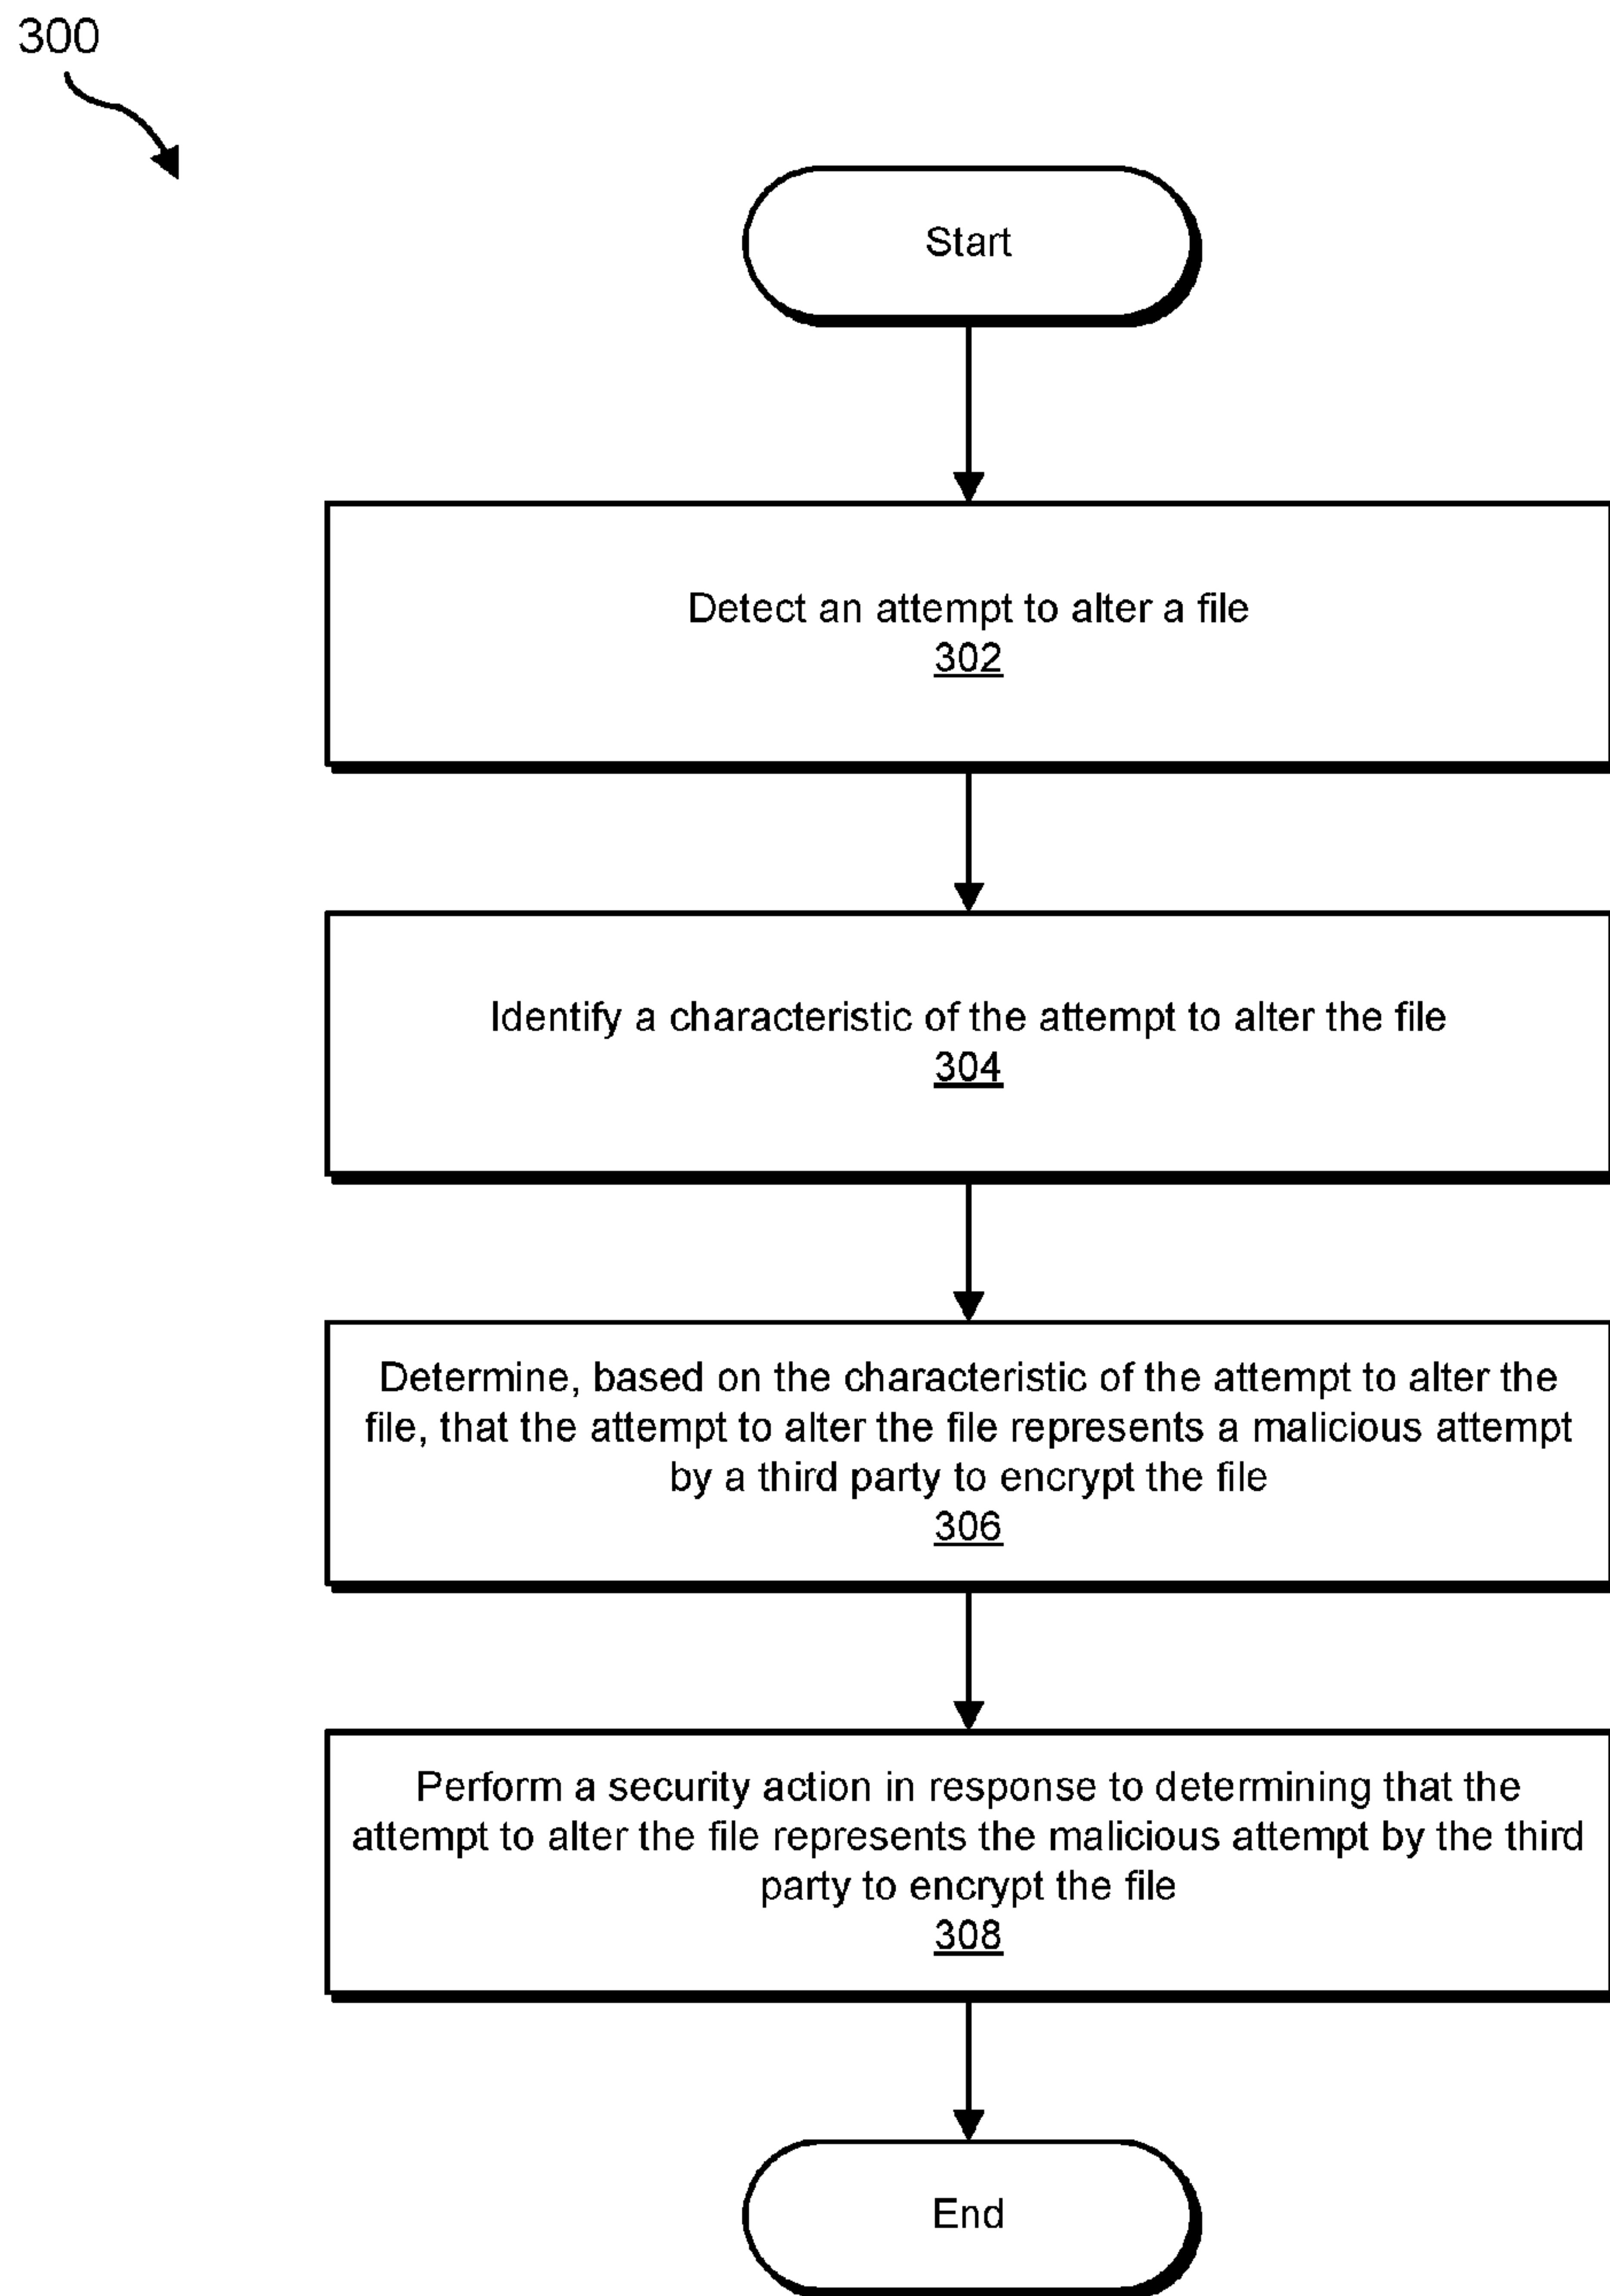 300
Start
Detect an attempt to alter a file
302
Identify a characteristic of the attempt to alter the file
304
Determine, based on the characteristic of the attempt to alter the
file, that the attempt to alter the file represents a malicious attempt
by a third party to encrypt the file
306
Perform a security action in response to determining that the
attempt to alter the file represents the malicious attempt by the third
party to encrypt the file
308
End